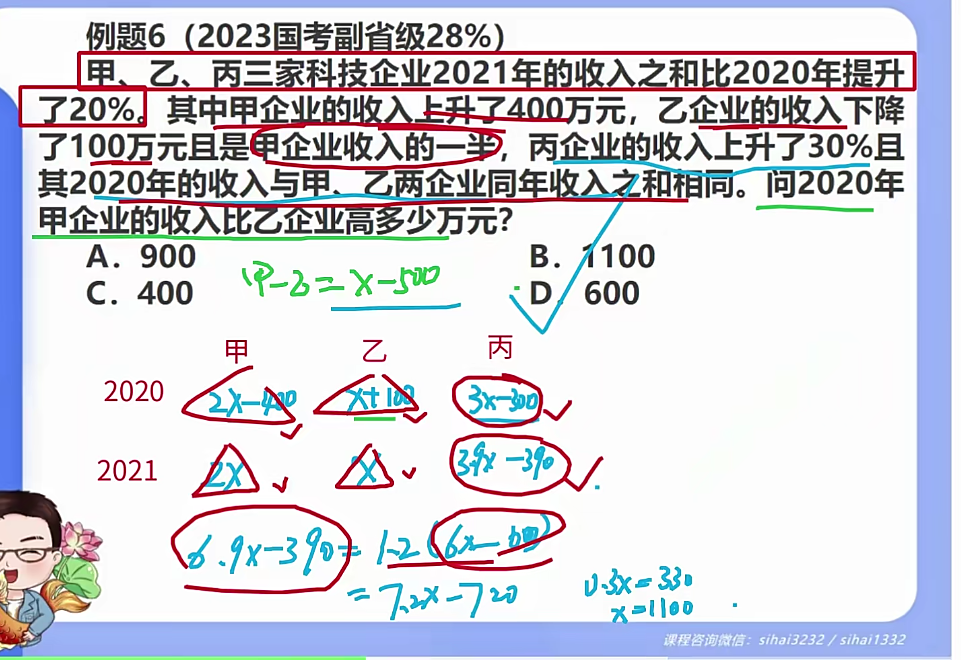 例题6（2023国考副省级28%）
甲、乙、丙三家科技企业2021年的收入之和比2020年提升
了20%。其中甲企业的收入上升了400万元，乙企业的收入下降
了100万元且是甲企业收入的一半，丙企业的收入上升了30%且
其2020年的收入与甲、乙两企业同年收入之和相同。问2020年
甲企业的收入比乙企业高多少万元？
A．900 B．1100
C．400 D．600
甲-乙=x-500
甲 乙 丙
2020 2x-400 x+100 3x-300
2021 2x x 3.9x-390
6.9x-390=1.2(6x-600)
=7.2x-720
0.3x=330
x=1100
课程咨询微信：sihai3232 / sihai1332